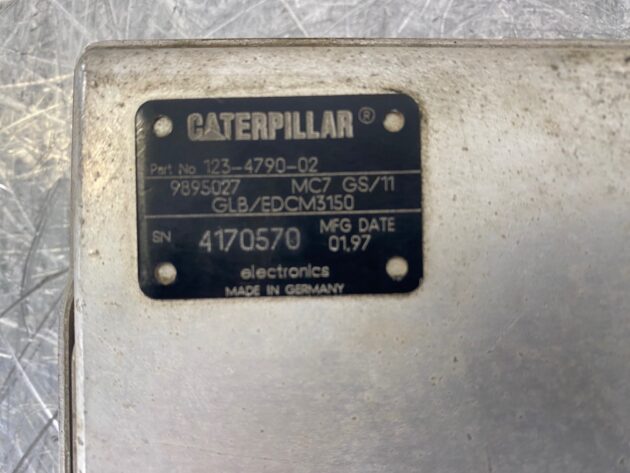 CATERPILLAR ®
Part No 123-4790-02
9895027 MC7 GS/11
GLB/EDCM3150
SN 4170570 MFG DATE
01.97
electronics
MADE IN GERMANY